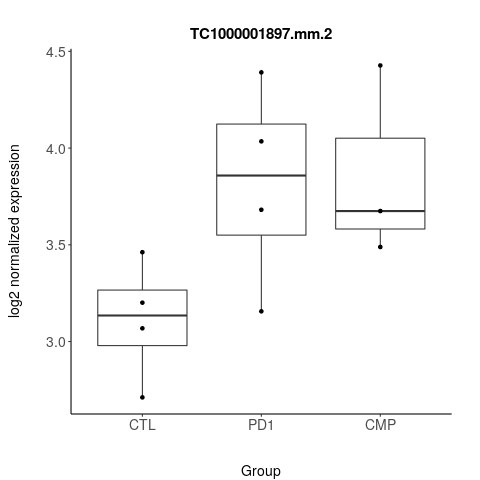 TC1000001897.mm.2
log2 normalized expression
4.5
4.0
3.5
3.0
CTL PD1 CMP
Group